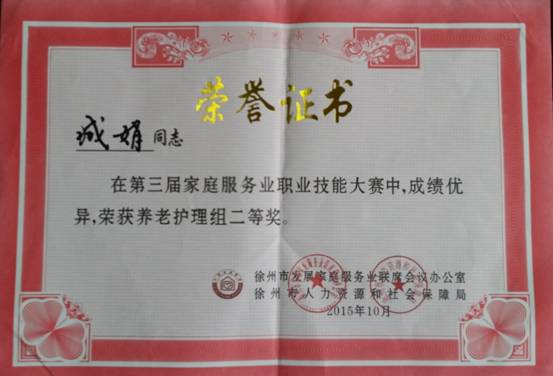 荣誉证书
臧娟 同志
在第三届家庭服务业职业技能大赛中,成绩优
异,荣获养老护理组二等奖。
徐州市发展家庭服务业联席会议办公室
徐州市人力资源和社会保障局
2015年10月